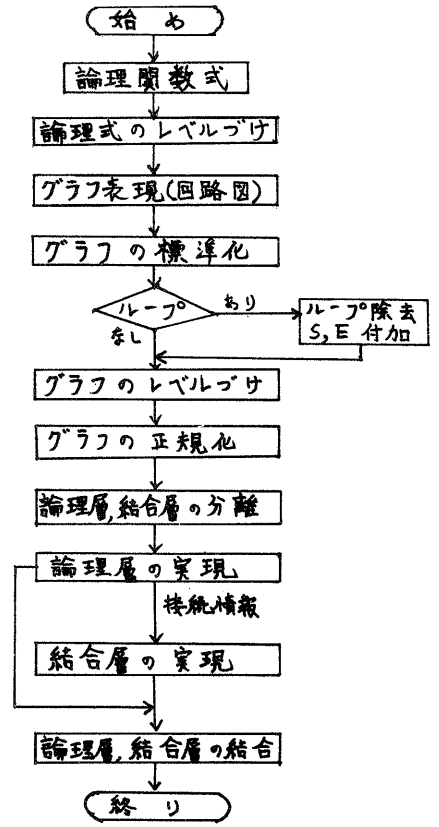 始め
論理関数式
論理式のレベルづけ
グラフ表現(回路図)
グラフの標準化
ループ
あり
ループ除去
S,E付加
なし
グラフのレベルづけ
グラフの正規化
論理層,結合層の分離
論理層の実現
接続情報
結合層の実現
論理層,結合層の結合
終り